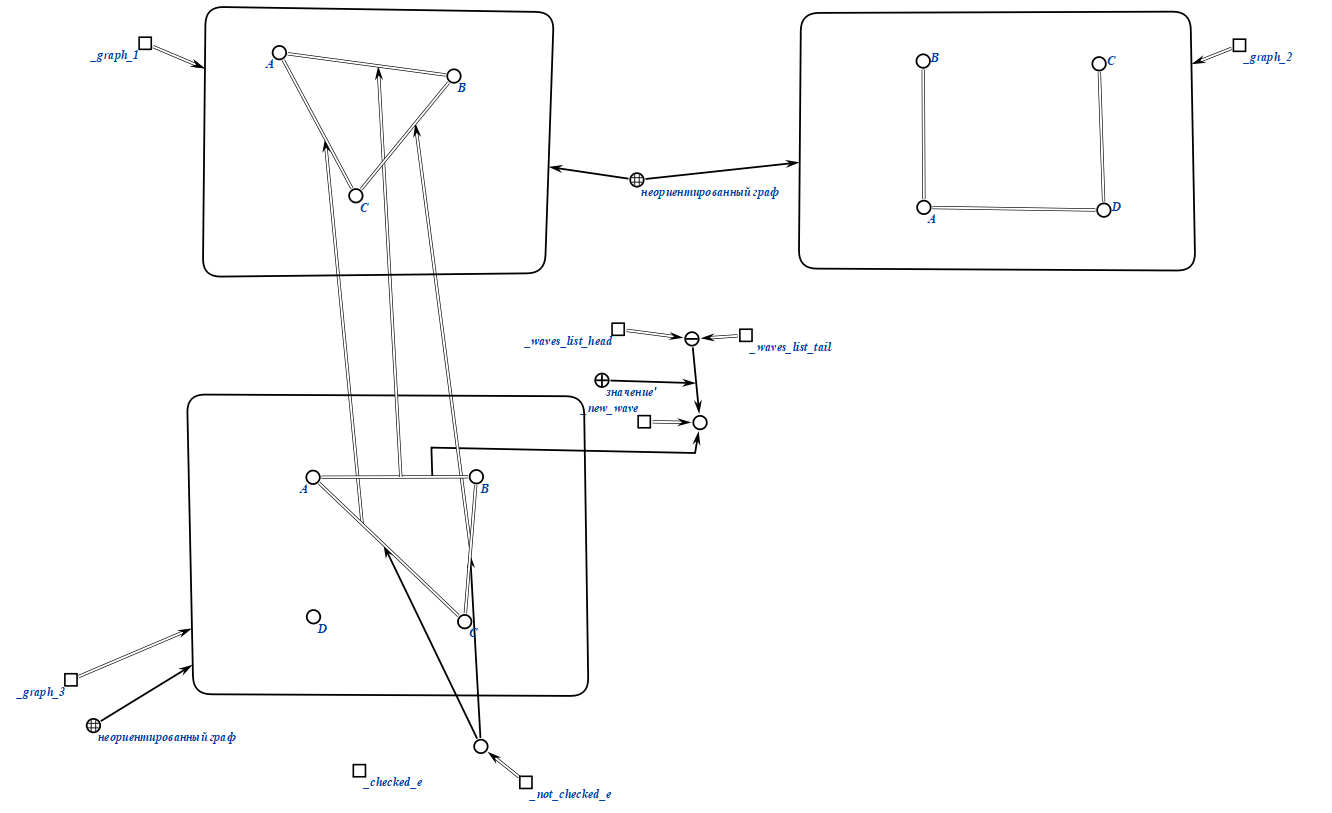 _graph_1
A
B
C
B
C
_graph_2
неориентированный граф
A
D
_waves_list_head
_waves_list_tail
значение'
_new_wave
A
B
D
C
_graph_3
неориентированный граф
_checked_e
_not_checked_e